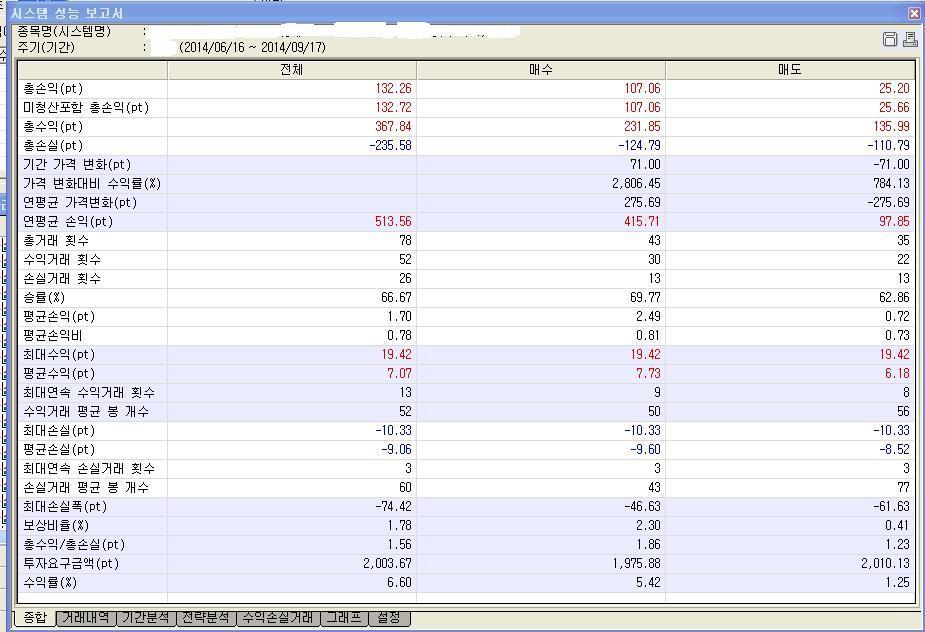 시스템 성능 보고서
종목명(시스템명) :
주기(기간) : (2014/06/16 ~ 2014/09/17)
전체 매수 매도
총손익(pt) 132.26 107.06 25.20
미청산포함 총손익(pt) 132.72 107.06 25.66
총수익(pt) 367.84 231.85 135.99
총손실(pt) -235.58 -124.79 -110.79
기간 가격 변화(pt) 71.00 -71.00
가격 변화대비 수익률(%) 2,806.45 784.13
연평균 가격변화(pt) 275.69 -275.69
연평균 손익(pt) 513.56 415.71 97.85
총거래 횟수 78 43 35
수익거래 횟수 52 30 22
손실거래 횟수 26 13 13
승률(%) 66.67 69.77 62.86
평균손익(pt) 1.70 2.49 0.72
평균손익비 0.78 0.81 0.73
최대수익(pt) 19.42 19.42 19.42
평균수익(pt) 7.07 7.73 6.18
최대연속 수익거래 횟수 13 9 8
수익거래 평균 봉 개수 52 50 56
최대손실(pt) -10.33 -10.33 -10.33
평균손실(pt) -9.06 -9.60 -8.52
최대연속 손실거래 횟수 3 3 3
손실거래 평균 봉 개수 60 43 77
최대손실폭(pt) -74.42 -46.63 -61.63
보상비율(%) 1.78 2.30 0.41
총수익/총손실(pt) 1.56 1.86 1.23
투자요구금액(pt) 2,003.67 1,975.88 2,010.13
수익률(%) 6.60 5.42 1.25
종합 거래내역 기간분석 전략분석 수익손실거래 그래프 설정